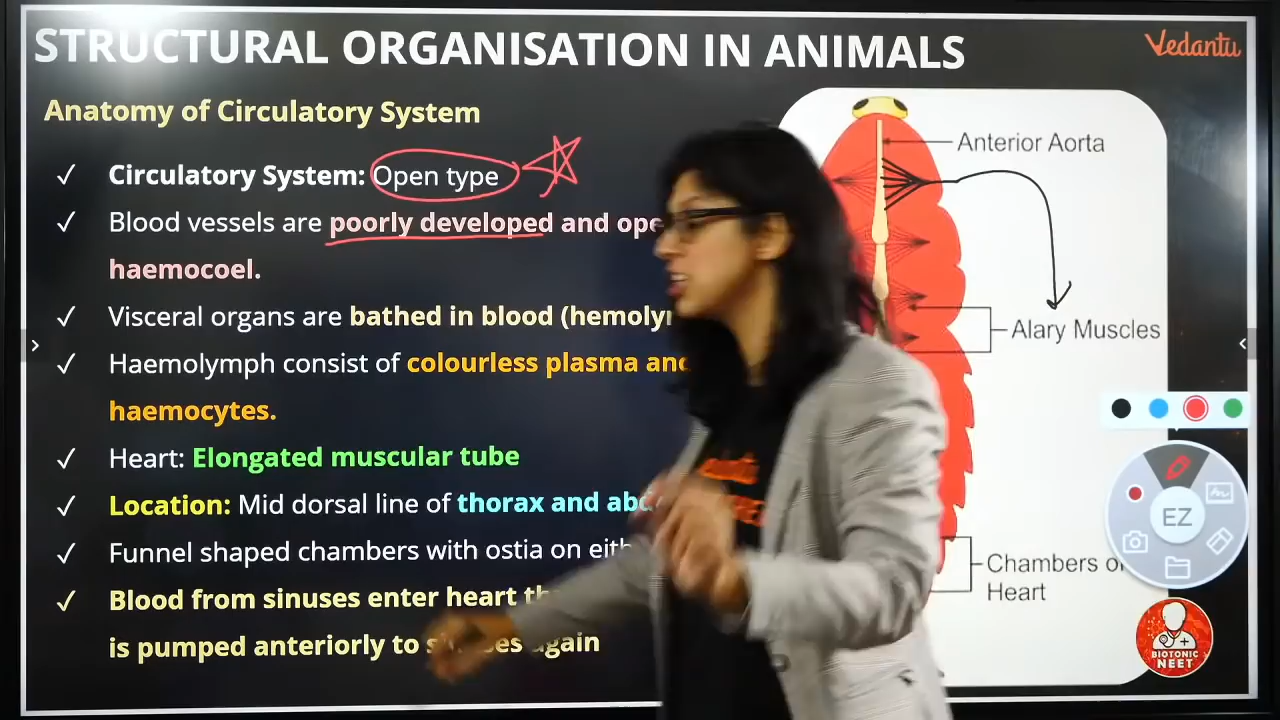 STRUCTURAL ORGANISATION IN ANIMALS
Vedantu
Anatomy of Circulatory System
✓ Circulatory System: Open type
✓ Blood vessels are poorly developed and ope
haemocoel.
✓ Visceral organs are bathed in blood (hemoly
✓ Haemolymph consist of colourless plasma and
haemocytes.
✓ Heart: Elongated muscular tube
✓ Location: Mid dorsal line of thorax and abd
✓ Funnel shaped chambers with ostia on eith
✓ Blood from sinuses enter heart th
is pumped anteriorly to again
Anterior Aorta
Alary Muscles
Chambers of
Heart
EZ
BIOTONIC
NEET